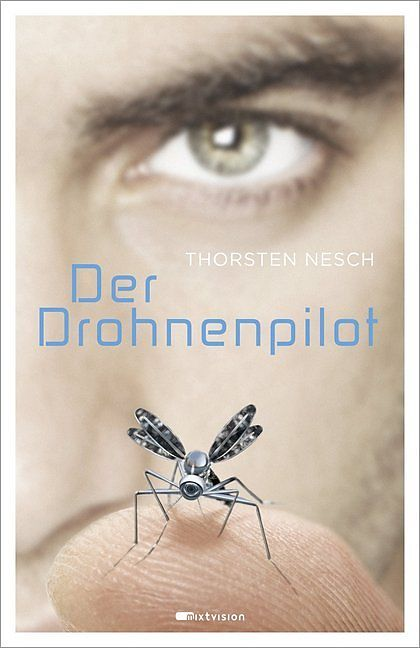 THORSTEN NESCH
Der
Drohnenpilot
mixtvision